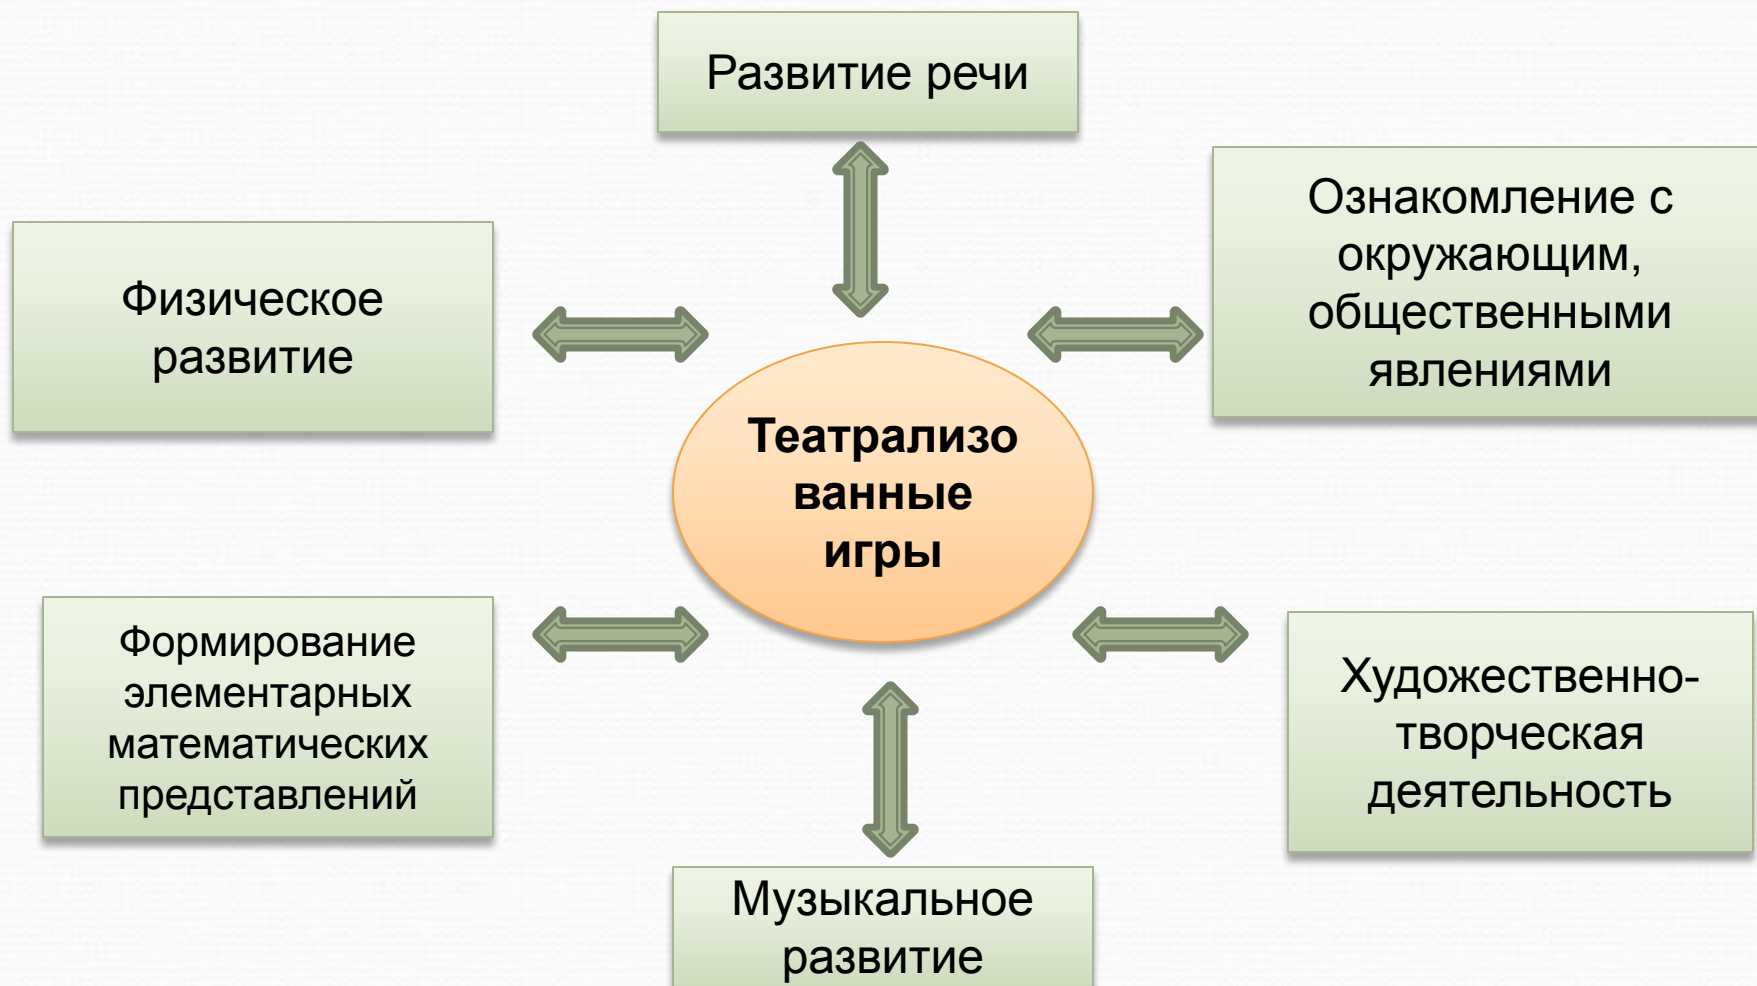 Развитие речи
Ознакомление с
окружающим,
общественными
явлениями
Физическое
развитие
Театрализо
ванные
игры
Формирование
элементарных
математических
представлений
Художественно-
творческая
деятельность
Музыкальное
развитие